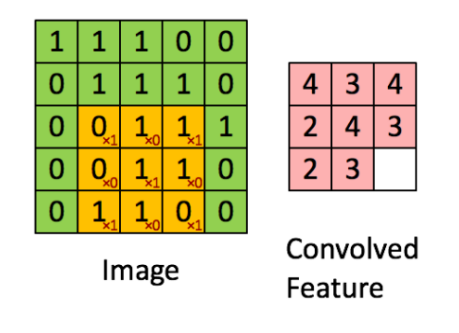 1 1 1 0 0
0 1 1 1 0
0 0×1 1×0 1×1 1
0 0×0 1×1 1×0 0
0 1×1 1×0 0×1 0
4 3 4
2 4 3
2 3
Image
Convolved
Feature